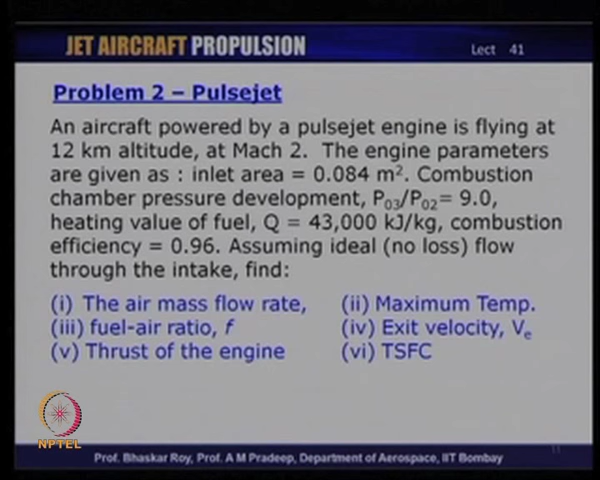 JET AIRCRAFT PROPULSION Lect 41
Problem 2 – Pulsejet
An aircraft powered by a pulsejet engine is flying at
12 km altitude, at Mach 2. The engine parameters
are given as : inlet area = 0.084 m². Combustion
chamber pressure development, P₀₃/P₀₂= 9.0,
heating value of fuel, Q = 43,000 kJ/kg, combustion
efficiency = 0.96. Assuming ideal (no loss) flow
through the intake, find:
(i) The air mass flow rate, (ii) Maximum Temp.
(iii) fuel-air ratio, f (iv) Exit velocity, Vₑ
(v) Thrust of the engine (vi) TSFC
NPTEL
Prof. Bhaskar Roy, Prof. A M Pradeep, Department of Aerospace, IIT Bombay
11